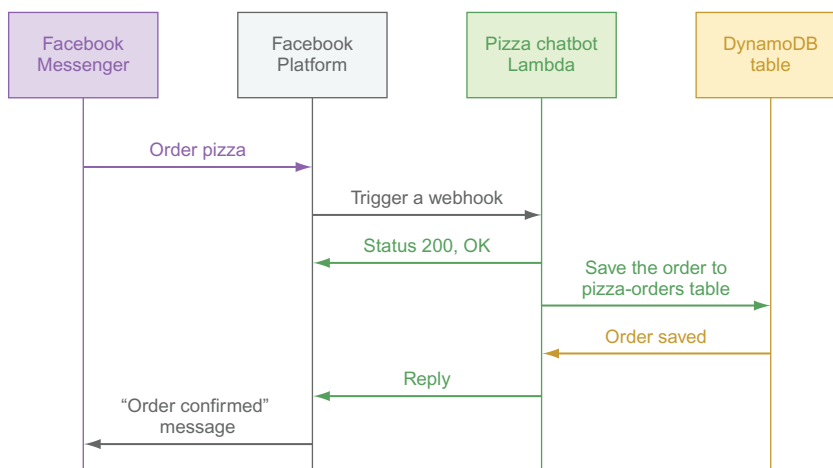 Facebook
Messenger
Facebook
Platform
Pizza chatbot
Lambda
DynamoDB
table
Order pizza
Trigger a webhook
Status 200, OK
Save the order to
pizza-orders table
Order saved
Reply
“Order confirmed”
message